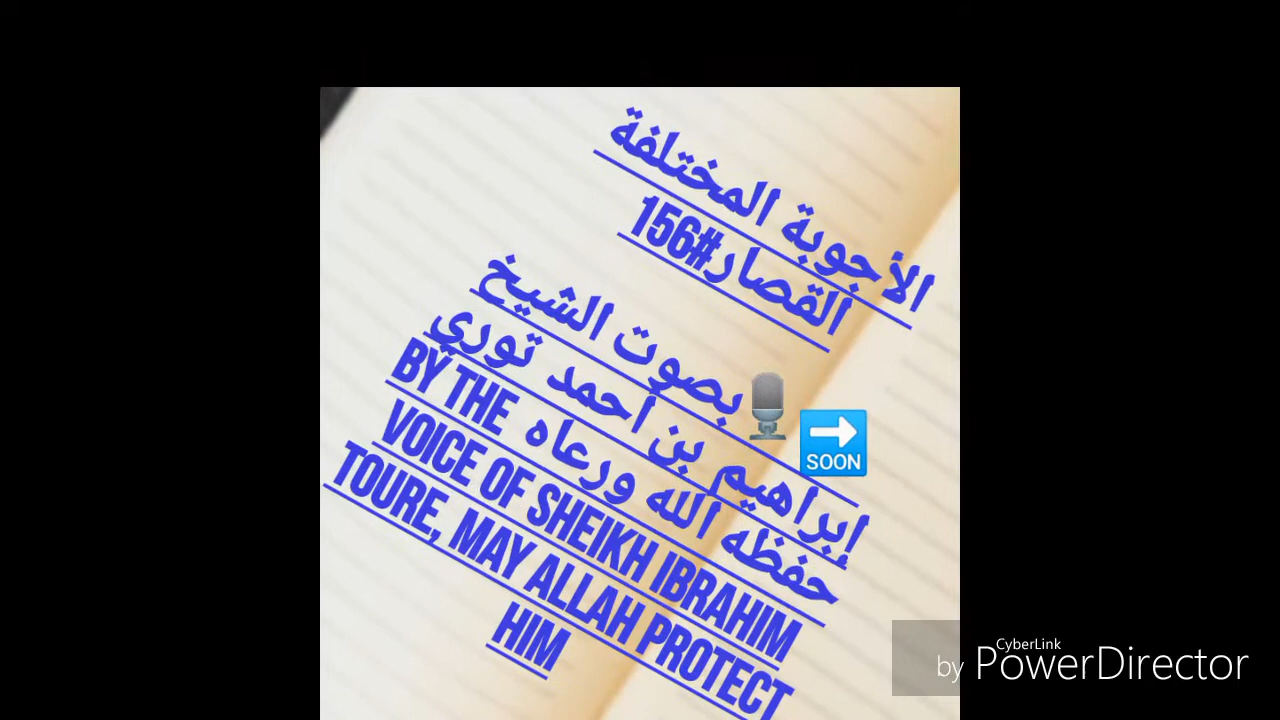 الأجوبة المختلفة
القصار#156
🎙️بصوت الشيخ
إبراهيم بن أحمد توري
حفظه الله ورعاه BY THE
VOICE OF SHEIKH IBRAHIM
TOURE, MAY ALLAH PROTECT
HIM
SOON
by CyberLink PowerDirector